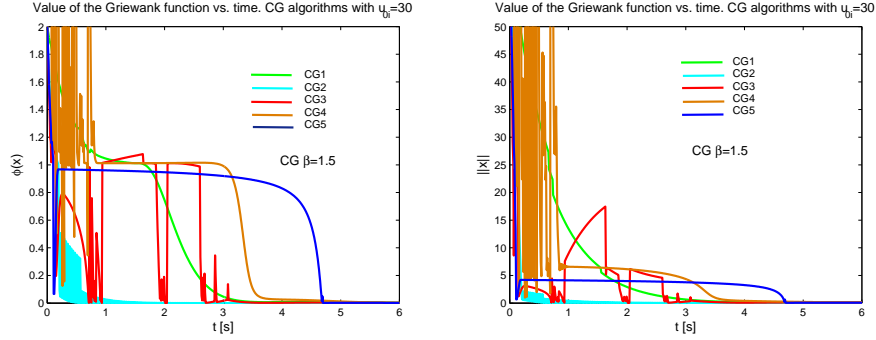 Value of the Griewank function vs. time. CG algorithms with u0i=30
2
1.8
1.6
1.4
1.2
1
0.8
0.6
0.4
0.2
0
φ(x)
CG1
CG2
CG3
CG4
CG5
CG β=1.5
0 1 2 3 4 5 6
t [s]
Value of the Griewank function vs. time. CG algorithms with u0i=30
50
45
40
35
30
25
20
15
10
5
0
||x||
CG1
CG2
CG3
CG4
CG5
CG β=1.5
0 1 2 3 4 5 6
t [s]